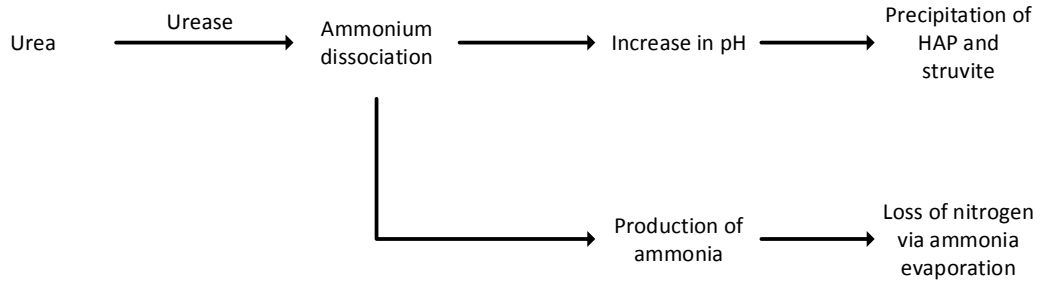 Urea
Urease
Ammonium
dissociation
Increase in pH
Precipitation of
HAP and
struvite
Production of
ammonia
Loss of nitrogen
via ammonia
evaporation